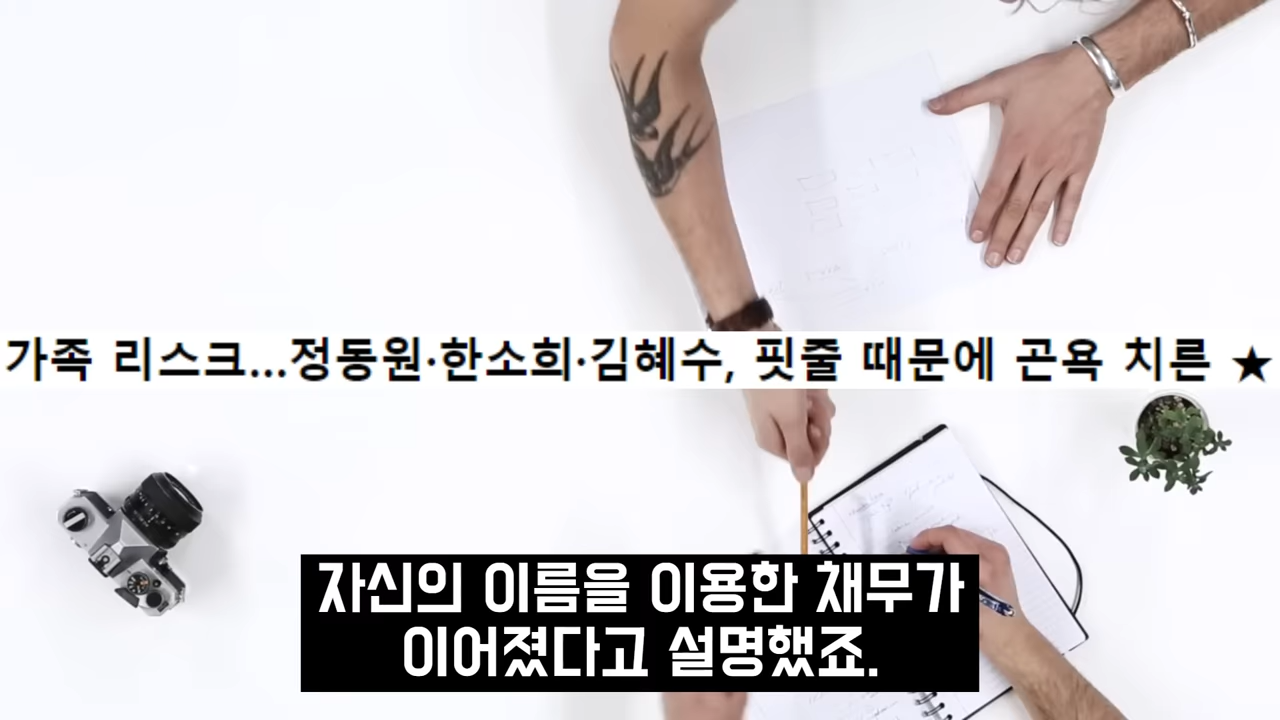 가족 리스크...정동원·한소희·김혜수, 핏줄 때문에 곤욕 치른 ★
자신의 이름을 이용한 채무가
이어졌다고 설명했죠.